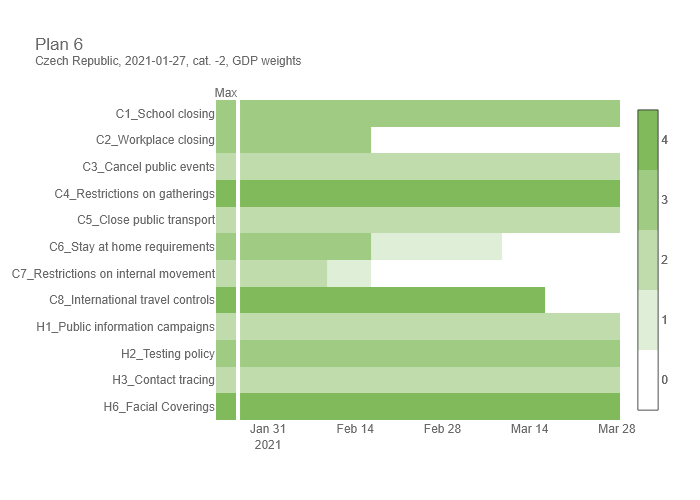 Plan 6
Czech Republic, 2021-01-27, cat. -2, GDP weights
Max
C1_School closing
C2_Workplace closing
C3_Cancel public events
C4_Restrictions on gatherings
C5_Close public transport
C6_Stay at home requirements
C7_Restrictions on internal movement
C8_International travel controls
H1_Public information campaigns
H2_Testing policy
H3_Contact tracing
H6_Facial Coverings
Jan 31 Feb 14 Feb 28 Mar 14 Mar 28
2021
4
3
2
1
0